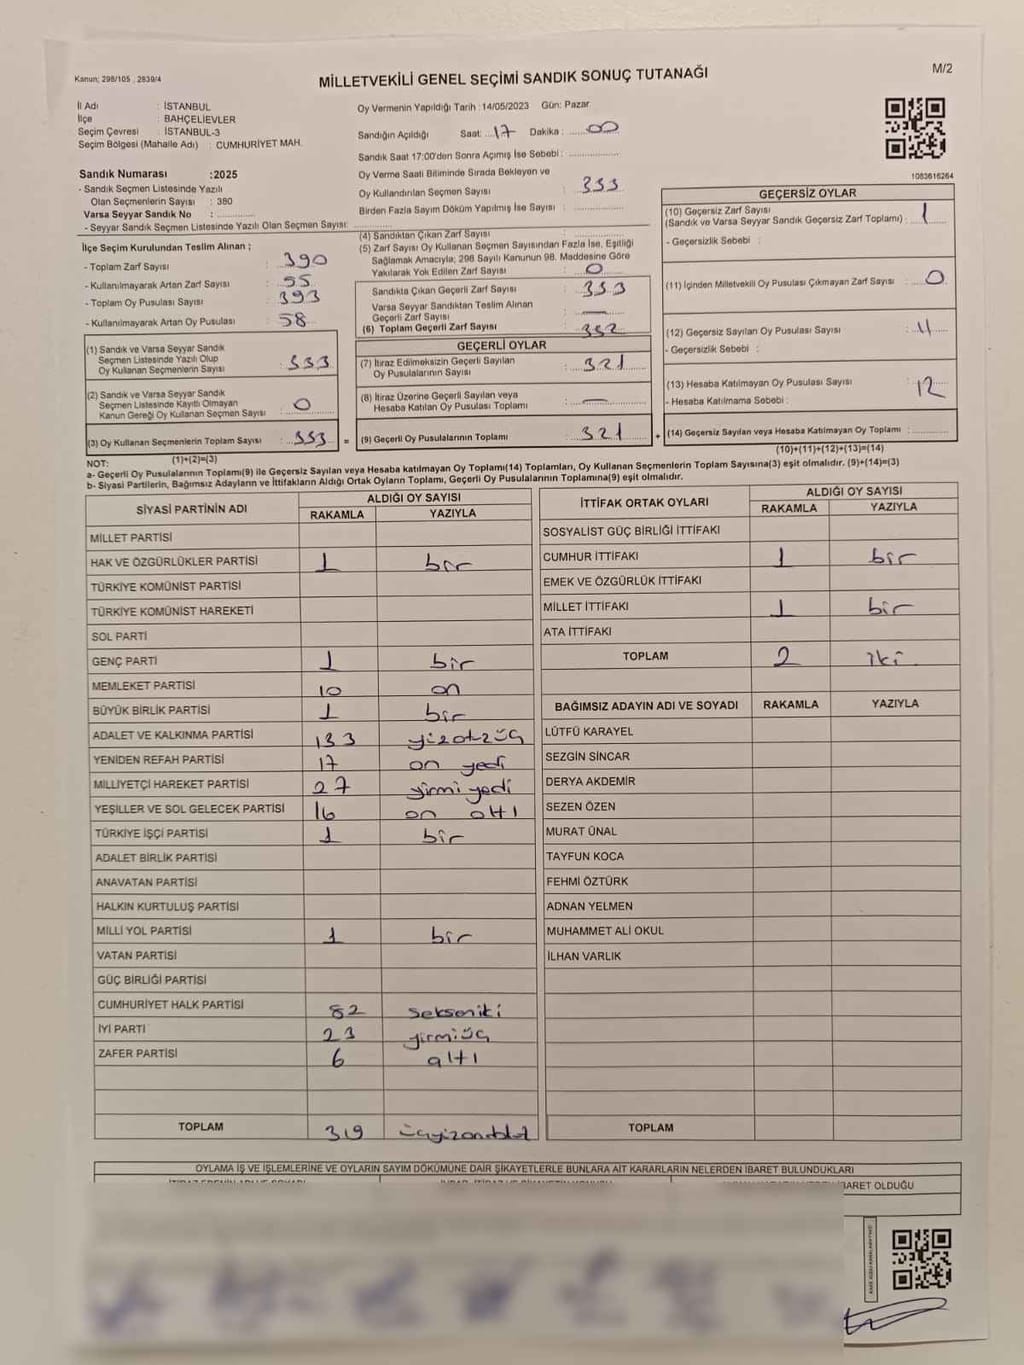 Kanun; 298/105 , 2839/4
MİLLETVEKİLİ GENEL SEÇİMİ SANDIK SONUÇ TUTANAĞI
M/2
İl Adı : İSTANBUL
İlçe : BAHÇELİEVLER
Seçim Çevresi : İSTANBUL-3
Seçim Bölgesi (Mahalle Adı) : CUMHURİYET MAH.
Sandık Numarası :2025
- Sandık Seçmen Listesinde Yazılı
Olan Seçmenlerin Sayısı : 380
Varsa Seyyar Sandık No : ..............
- Seyyar Sandık Seçmen Listesinde Yazılı Olan Seçmen Sayısı: ..............
İlçe Seçim Kurulundan Teslim Alınan ;
- Toplam Zarf Sayısı : 390
- Kullanılmayarak Artan Zarf Sayısı : 55
- Toplam Oy Pusulası Sayısı : 393
- Kullanılmayarak Artan Oy Pusulası : 58
(1) Sandık ve Varsa Seyyar Sandık
Seçmen Listesinde Yazılı Olup
Oy Kullanan Seçmenlerin Sayısı : 333
(2) Sandık ve Varsa Seyyar Sandık
Seçmen Listesinde Kayıtlı Olmayan
Kanun Gereği Oy Kullanan Seçmen Sayısı : 0
(3) Oy Kullanan Seçmenlerin Toplam Sayısı : 333 =
(1)+(2)=(3)
Oy Vermenin Yapıldığı Tarih :14/05/2023 Gün: Pazar
Sandığın Açıldığı Saat: 17 Dakika : 00
Sandık Saat 17:00'den Sonra Açılmış İse Sebebi : ..............
Oy Verme Saati Bitiminde Sırada Bekleyen ve
Oy Kullandırılan Seçmen Sayısı : 333
Birden Fazla Sayım Döküm Yapılmış İse Sayısı : ..............
(4) Sandıktan Çıkan Zarf Sayısı : ..............
(5) Zarf Sayısı Oy Kullanan Seçmen Sayısından Fazla İse, Eşitliği
Sağlamak Amacıyla, 298 Sayılı Kanunun 98. Maddesine Göre
Yakılarak Yok Edilen Zarf Sayısı : 0
Sandıkta Çıkan Geçerli Zarf Sayısı : 333
Varsa Seyyar Sandıktan Teslim Alınan
Geçerli Zarf Sayısı : —
(6) Toplam Geçerli Zarf Sayısı : 332
GEÇERLİ OYLAR
(7) İtiraz Edilmeksizin Geçerli Sayılan
Oy Pusulalarının Sayısı : 321
(8) İtiraz Üzerine Geçerli Sayılan veya
Hesaba Katılan Oy Pusulası Toplamı : —
(9) Geçerli Oy Pusulalarının Toplamı : 321 +
1083616264
GEÇERSİZ OYLAR
(10) Geçersiz Zarf Sayısı
(Sandık ve Varsa Seyyar Sandık Geçersiz Zarf Toplamı) : 1
- Geçersizlik Sebebi :
(11) İçinden Milletvekili Oy Pusulası Çıkmayan Zarf Sayısı : 0
(12) Geçersiz Sayılan Oy Pusulası Sayısı : 11
- Geçersizlik Sebebi :
(13) Hesaba Katılmayan Oy Pusulası Sayısı : 12
- Hesaba Katılmama Sebebi :
(14) Geçersiz Sayılan veya Hesaba Katılmayan Oy Toplamı : ..............
(10)+(11)+(12)+(13)=(14)
NOT:
a- Geçerli Oy Pusulalarının Toplamı(9) ile Geçersiz Sayılan veya Hesaba katılmayan Oy Toplamı(14) Toplamları, Oy Kullanan Seçmenlerin Toplam Sayısına(3) eşit olmalıdır. (9)+(14)=(3)
b- Siyasi Partilerin, Bağımsız Adayların ve İttifakların Aldığı Ortak Oyların Toplamı, Geçerli Oy Pusulalarının Toplamına(9) eşit olmalıdır.
SİYASİ PARTİNİN ADI ALDIĞI OY SAYISI
RAKAMLA YAZIYLA
MİLLET PARTİSİ
HAK VE ÖZGÜRLÜKLER PARTİSİ 1 bir
TÜRKİYE KOMÜNİST PARTİSİ
TÜRKİYE KOMÜNİST HAREKETİ
SOL PARTİ
GENÇ PARTİ 1 bir
MEMLEKET PARTİSİ 10 on
BÜYÜK BİRLİK PARTİSİ 1 bir
ADALET VE KALKINMA PARTİSİ 133 yüzotuzüç
YENİDEN REFAH PARTİSİ 17 on yedi
MİLLİYETÇİ HAREKET PARTİSİ 27 yirmi yedi
YEŞİLLER VE SOL GELECEK PARTİSİ 16 on altı
TÜRKİYE İŞÇİ PARTİSİ 1 bir
ADALET BİRLİK PARTİSİ
ANAVATAN PARTİSİ
HALKIN KURTULUŞ PARTİSİ
MİLLİ YOL PARTİSİ 1 bir
VATAN PARTİSİ
GÜÇ BİRLİĞİ PARTİSİ
CUMHURİYET HALK PARTİSİ 82 sekseniki
İYİ PARTİ 23 yirmiüç
ZAFER PARTİSİ 6 altı
TOPLAM 319
İTTİFAK ORTAK OYLARI ALDIĞI OY SAYISI
RAKAMLA YAZIYLA
SOSYALİST GÜÇ BİRLİĞİ İTTİFAKI
CUMHUR İTTİFAKI 1 bir
EMEK VE ÖZGÜRLÜK İTTİFAKI
MİLLET İTTİFAKI 1 bir
ATA İTTİFAKI
TOPLAM 2 iki
BAĞIMSIZ ADAYIN ADI VE SOYADI RAKAMLA YAZIYLA
LÜTFÜ KARAYEL
SEZGİN SİNCAR
DERYA AKDEMİR
SEZEN ÖZEN
MURAT ÜNAL
TAYFUN KOCA
FEHMİ ÖZTÜRK
ADNAN YELMEN
MUHAMMET ALİ OKUL
İLHAN VARLIK
TOPLAM
OYLAMA İŞ VE İŞLEMLERİNE VE OYLARIN SAYIM DÖKÜMÜNE DAİR ŞİKAYETLERLE BUNLARA AİT KARARLARIN NELERDEN İBARET BULUNDUKLARI
İBARET OLDUĞU